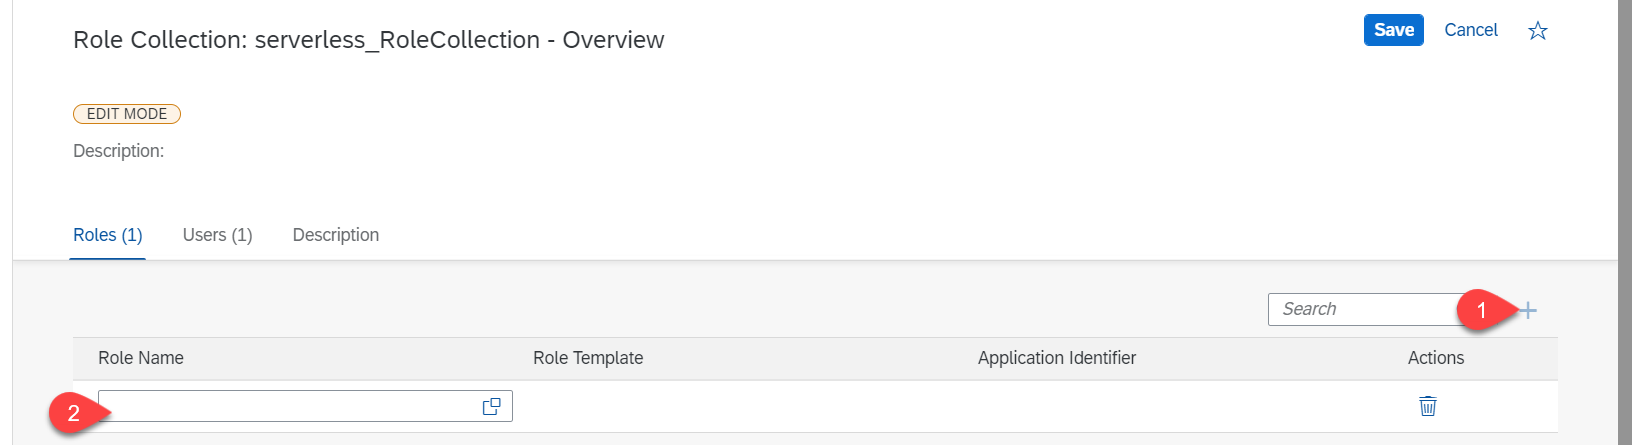 Role Collection: serverless_RoleCollection - Overview
Save Cancel
EDIT MODE
Description:
Roles (1) Users (1) Description
Search 1
Role Name Role Template Application Identifier Actions
2